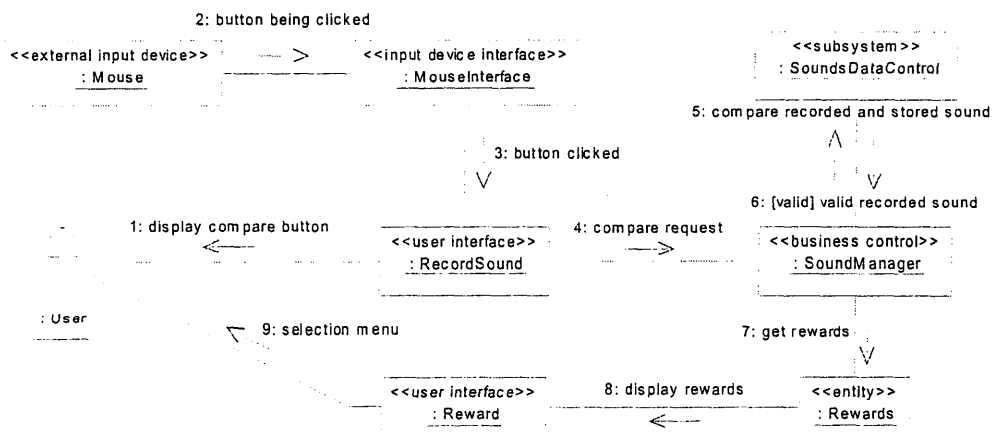 2: button being clicked
<<external input device>>
: Mouse
<<input device interface>>
: MouseInterface
<<subsystem>>
: SoundsDataControl
5: compare recorded and stored sound
3: button clicked
6: [valid] valid recorded sound
1: display compare button
<<user interface>>
: RecordSound
4: compare request
<<business control>>
: SoundManager
: User
9: selection menu
7: get rewards
<<user interface>>
: Reward
8: display rewards
<<entity>>
: Rewards